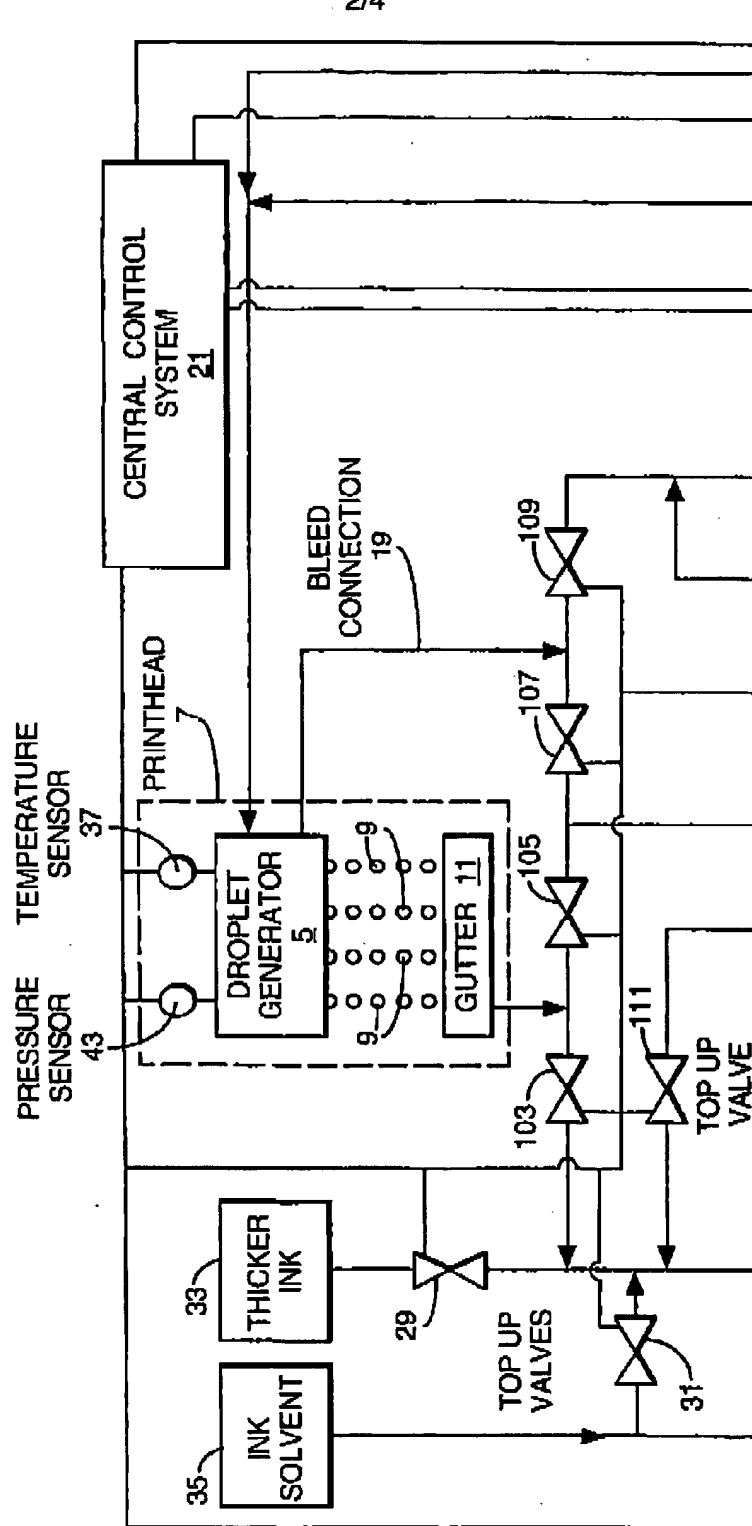 2/4
CENTRAL CONTROL
SYSTEM
21
PRESSURE
SENSOR
43
TEMPERATURE
SENSOR
37
PRINTHEAD
7
DROPLET
GENERATOR
5
9
9
9
9
GUTTER 11
BLEED
CONNECTION
19
109
107
105
103
111
TOP UP
VALVE
33
THICKER
INK
29
35
INK
SOLVENT
TOP UP
VALVES
31